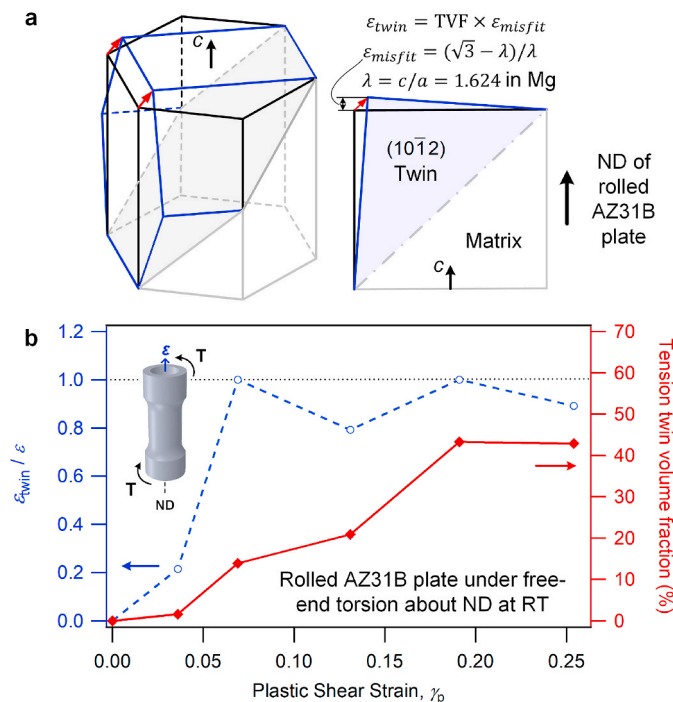 a
c
ε_twin = TVF × ε_misfit
ε_misfit = (√3 − λ)/λ
λ = c/a = 1.624 in Mg
(101̄2)
Twin
Matrix
c
ND of
rolled
AZ31B
plate
b
ε_twin / ε
1.2
1.0
0.8
0.6
0.4
0.2
0.0
ε
T
T
ND
Rolled AZ31B plate under free-
end torsion about ND at RT
70
60
50
40
30
20
10
0
Tension twin volume
fraction (%)
0.00 0.05 0.10 0.15 0.20 0.25
Plastic Shear Strain, γ_p